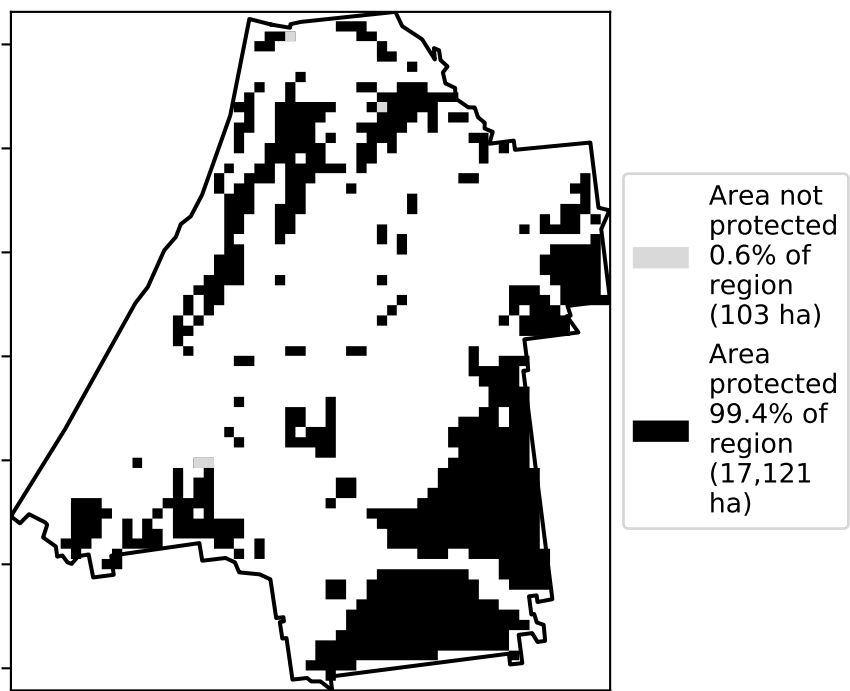 Area not
protected
0.6% of
region
(103 ha)
Area
protected
99.4% of
region
(17,121
ha)